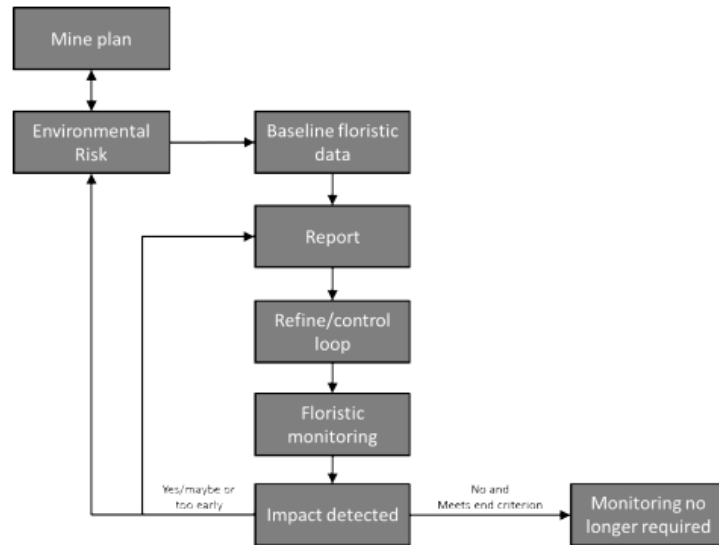 Mine plan
Environmental
Risk
Baseline floristic
data
Report
Refine/control
loop
Floristic
monitoring
Yes/maybe or
too early
Impact detected
No and
Meets end criterion
Monitoring no
longer required